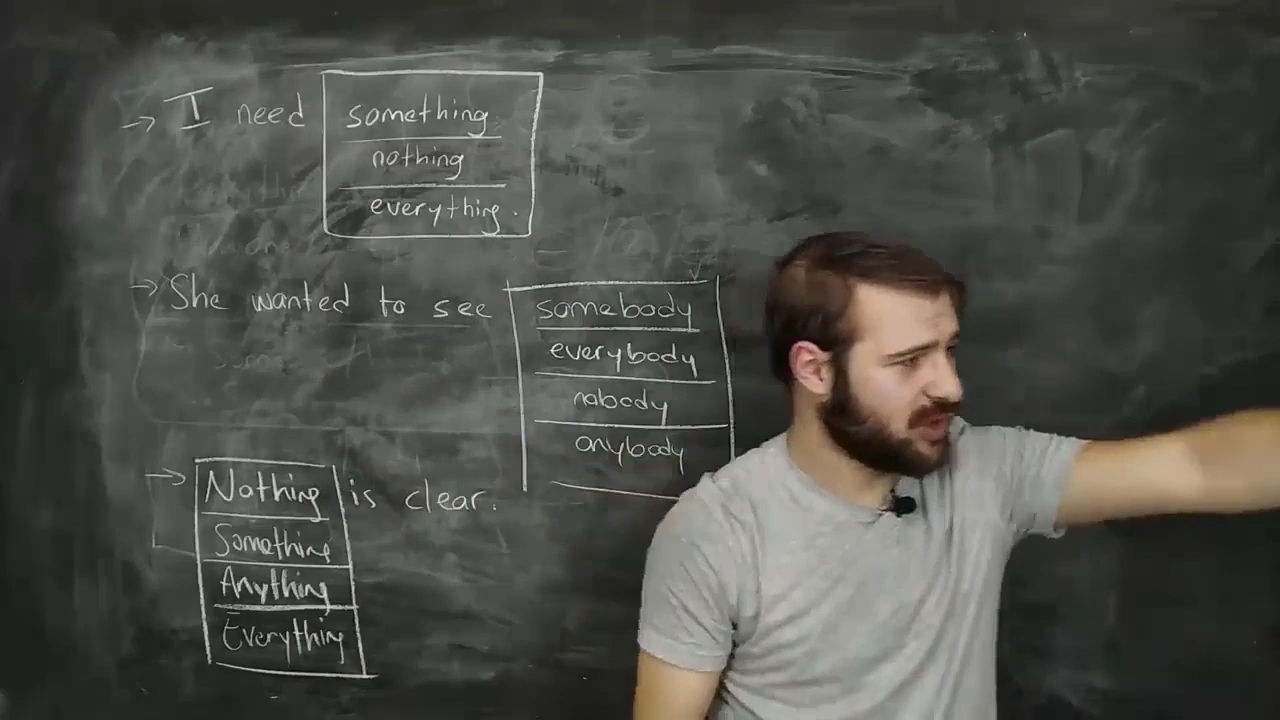 → I need something
nothing
everything.
→ She wanted to see somebody
everybody
nobody
anybody
→ Nothing is clear.
Something
Anything
Everything